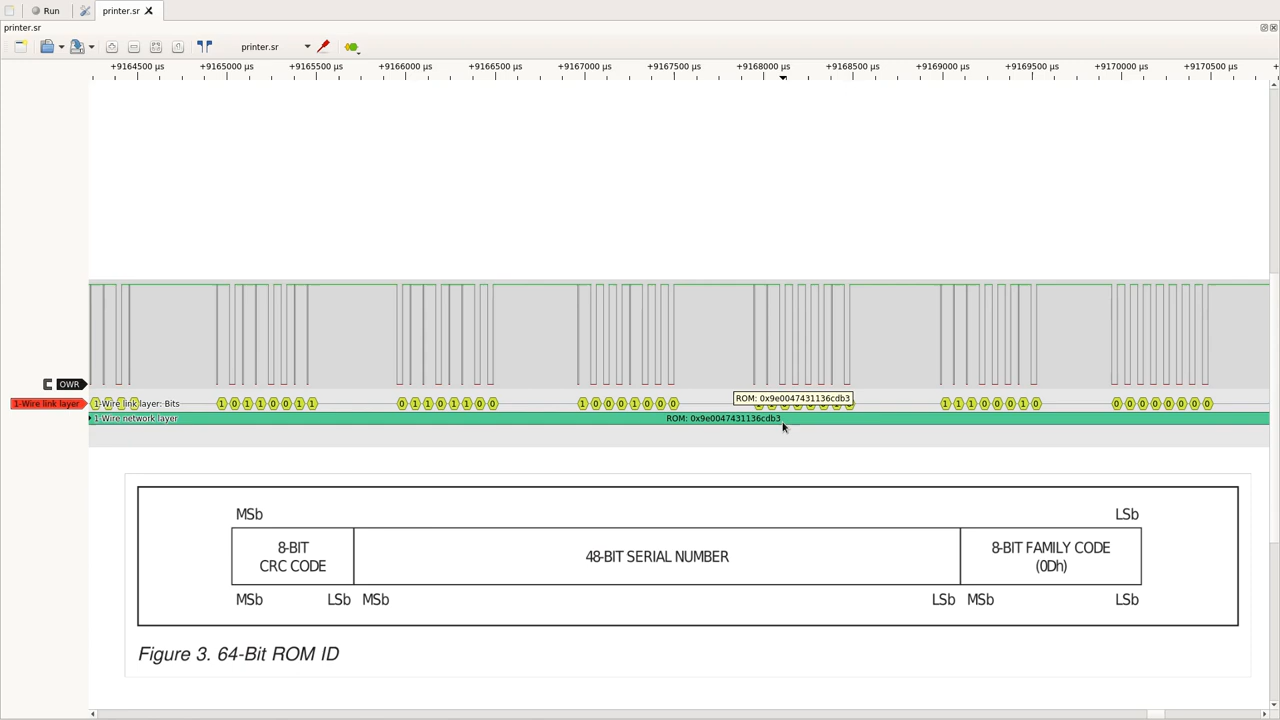 Run
printer.sr
printer.sr
printer.sr
+9164500 µs +9165000 µs +9165500 µs +9166000 µs +9166500 µs +9167000 µs +9167500 µs +9168000 µs +9168500 µs +9169000 µs +9169500 µs +9170000 µs +9170500 µs +
OWR
ROM: 0x9e0047431136cdb3
1-Wire link layer
1-Wire link layer: Bits
1 0 1 1 0 0 1 1
0 1 1 0 1 1 0 0
1 0 0 0 1 0 0 0
1 1 1 0 0 0 1 0
0 0 0 0 0 0 0 0
1-Wire network layer
ROM: 0x9e0047431136cdb3
MSb LSb
8-BIT
CRC CODE
48-BIT SERIAL NUMBER
8-BIT FAMILY CODE
(0Dh)
MSb LSb MSb LSb MSb LSb
Figure 3. 64-Bit ROM ID